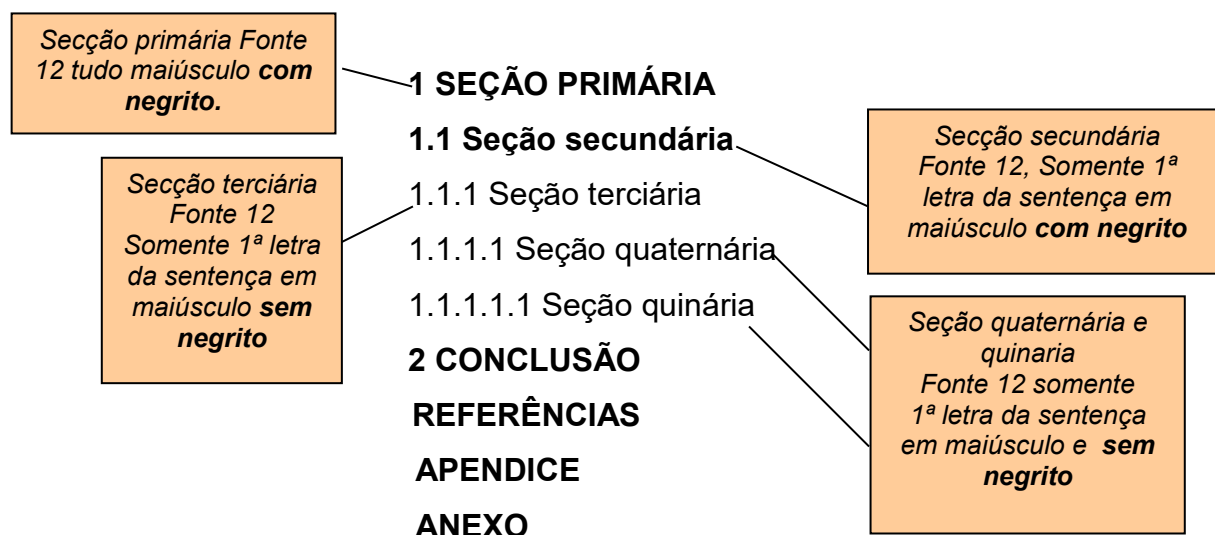 Secção primária Fonte
12 tudo maiúsculo com
negrito.
1 SEÇÃO PRIMÁRIA
1.1 Seção secundária
Secção secundária
Fonte 12, Somente 1ª
letra da sentença em
maiúsculo com negrito
Secção terciária
Fonte 12
Somente 1ª letra
da sentença em
maiúsculo sem
negrito
1.1.1 Seção terciária
1.1.1.1 Seção quaternária
1.1.1.1.1 Seção quinária
Seção quaternária e
quinaria
Fonte 12 somente
1ª letra da sentença
em maiúsculo e sem
negrito
2 CONCLUSÃO
REFERÊNCIAS
APENDICE
ANEXO